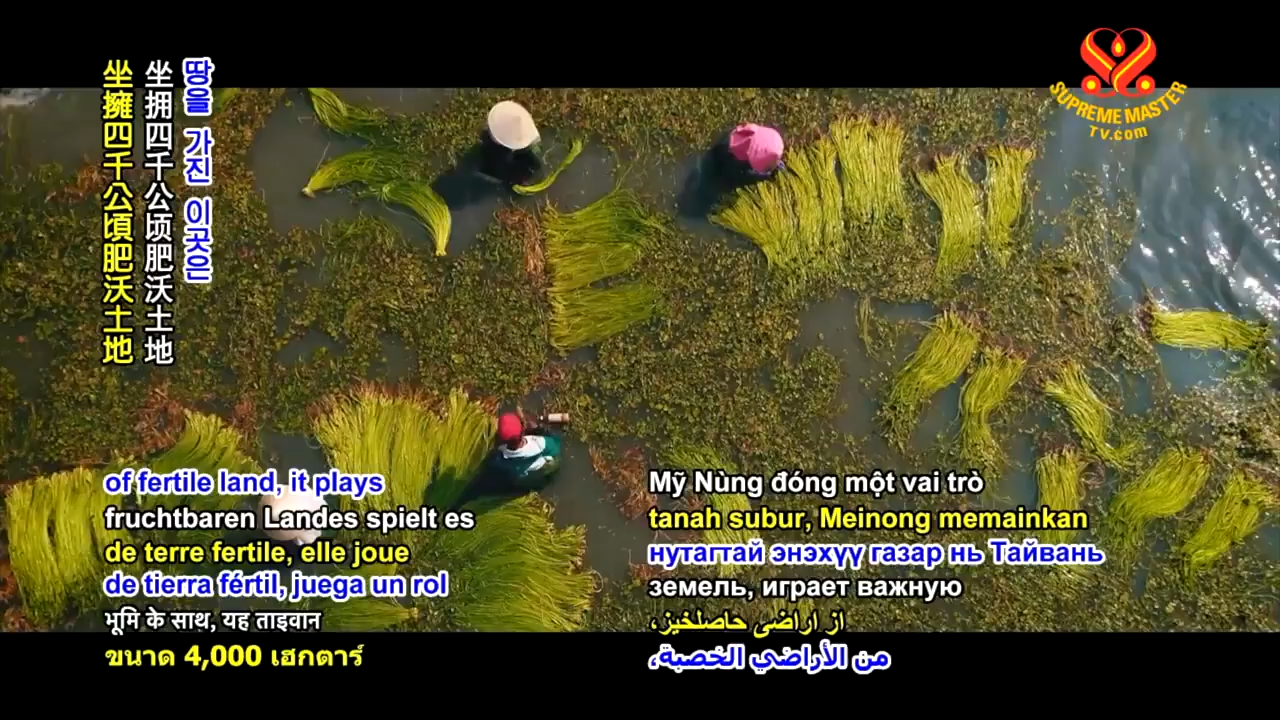 坐擁四千公頃肥沃土地
坐拥四千公顷肥沃土地
땅을 가진 이곳은
SUPREME MASTER
TV.com
of fertile land, it plays
fruchtbaren Landes spielt es
de terre fertile, elle joue
de tierra fértil, juega un rol
भूमि के साथ, यह ताइवान
ขนาด 4,000 เฮกตาร์
Mỹ Nùng đóng một vai trò
tanah subur, Meinong memainkan
нутагтай энэхүү газар нь Тайвань
земель, играет важную
از اراضی حاصلخیز،
من الأراضي الخصبة،